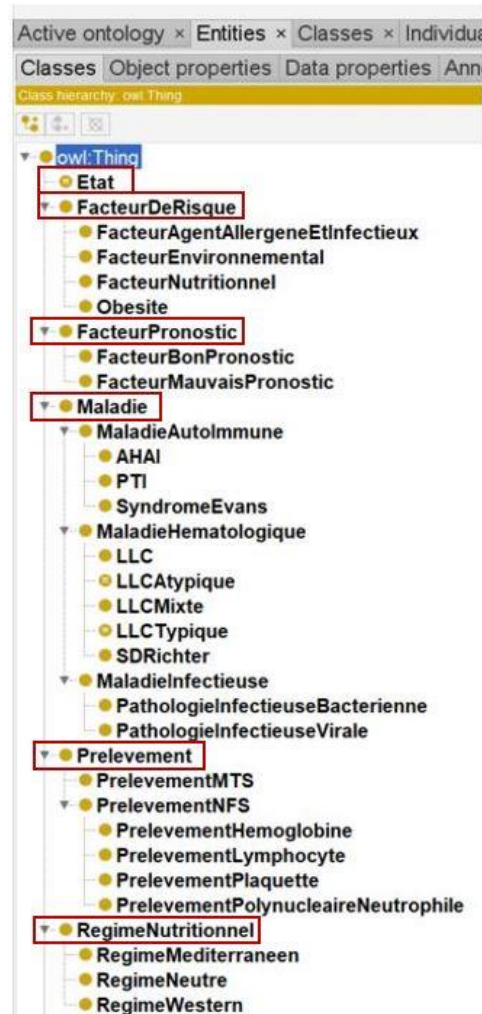 Active ontology × Entities × Classes × Individua
Classes Object properties Data properties Ann
Class hierarchy: owl:Thing
owl:Thing
Etat
FacteurDeRisque
FacteurAgentAllergeneEtInfectieux
FacteurEnvironnemental
FacteurNutritionnel
Obesite
FacteurPronostic
FacteurBonPronostic
FacteurMauvaisPronostic
Maladie
MaladieAutoImmune
AHAI
PTI
SyndromeEvans
MaladieHematologique
LLC
LLCAtypique
LLCMixte
LLCTypique
SDRichter
MaladieInfectieuse
PathologieInfectieuseBacterienne
PathologieInfectieuseVirale
Prelevement
PrelevementMTS
PrelevementNFS
PrelevementHemoglobine
PrelevementLymphocyte
PrelevementPlaquette
PrelevementPolynucleaireNeutrophile
RegimeNutritionnel
RegimeMediterraneen
RegimeNeutre
RegimeWestern